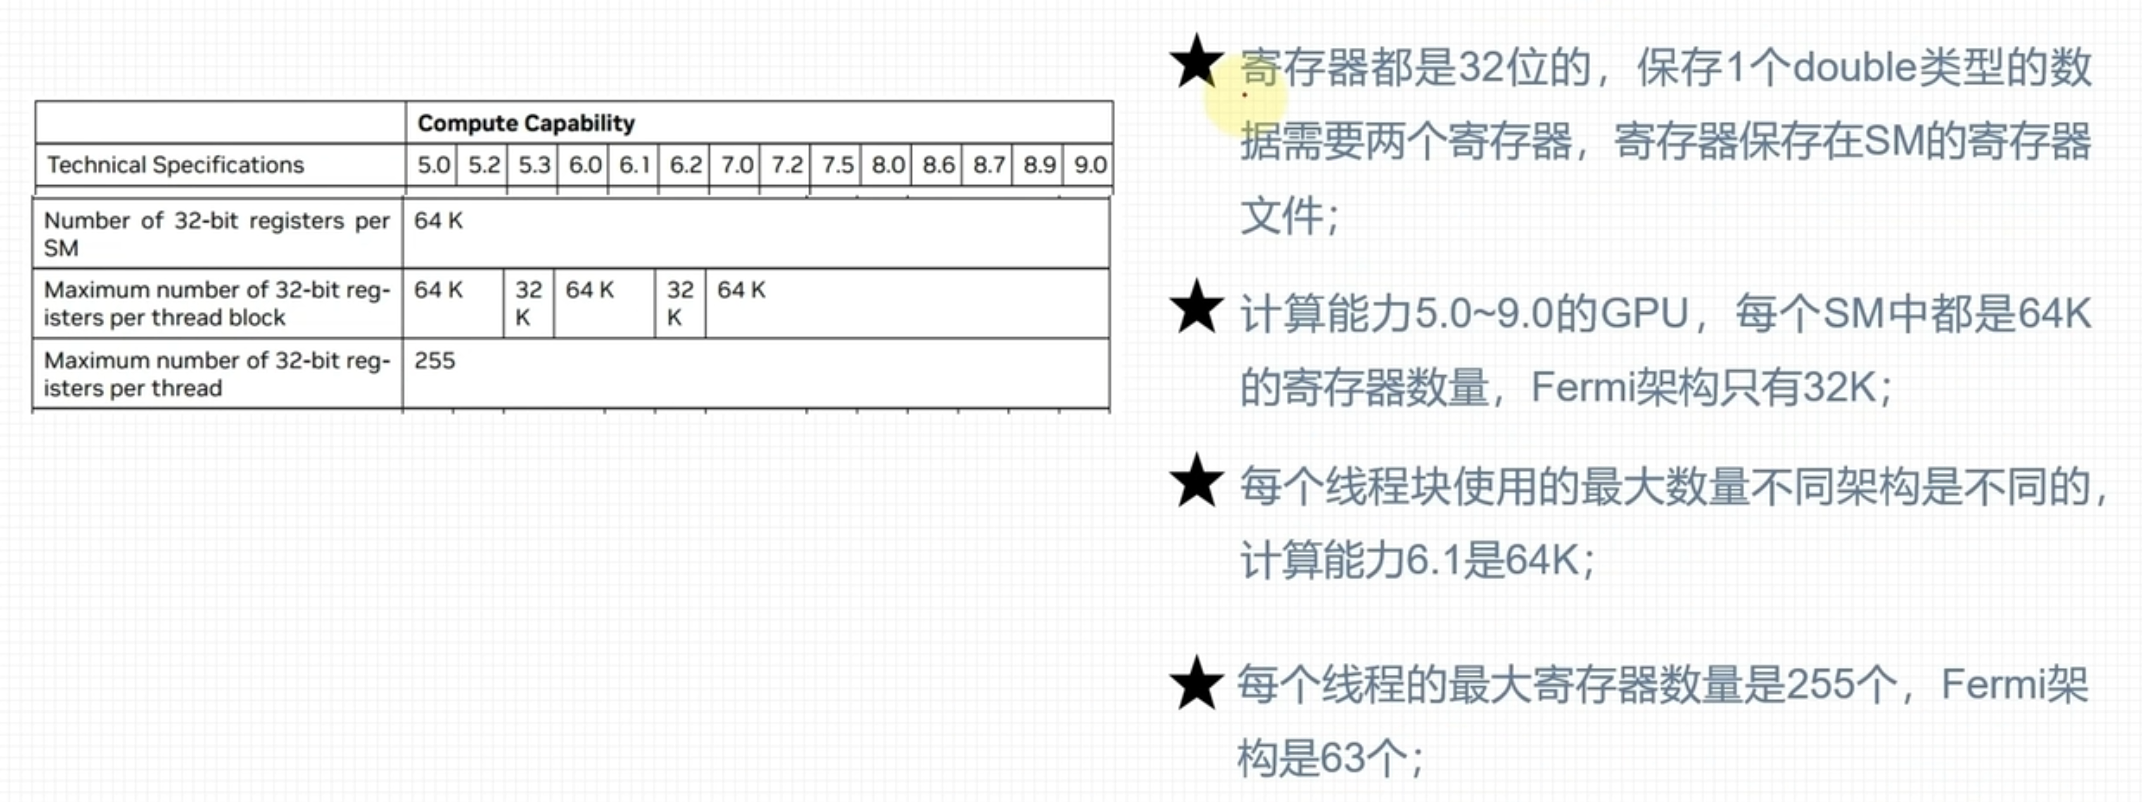 Compute Capability
Technical Specifications 5.0 5.2 5.3 6.0 6.1 6.2 7.0 7.2 7.5 8.0 8.6 8.7 8.9 9.0
Number of 32-bit registers per
SM
64 K
Maximum number of 32-bit reg-
isters per thread block
64 K 32 K 64 K 32 K 64 K
Maximum number of 32-bit reg-
isters per thread
255
★ 寄存器都是32位的，保存1个double类型的数
据需要两个寄存器，寄存器保存在SM的寄存器
文件；
★ 计算能力5.0~9.0的GPU，每个SM中都是64K
的寄存器数量，Fermi架构只有32K；
★ 每个线程块使用的最大数量不同架构是不同的，
计算能力6.1是64K；
★ 每个线程的最大寄存器数量是255个，Fermi架
构是63个；